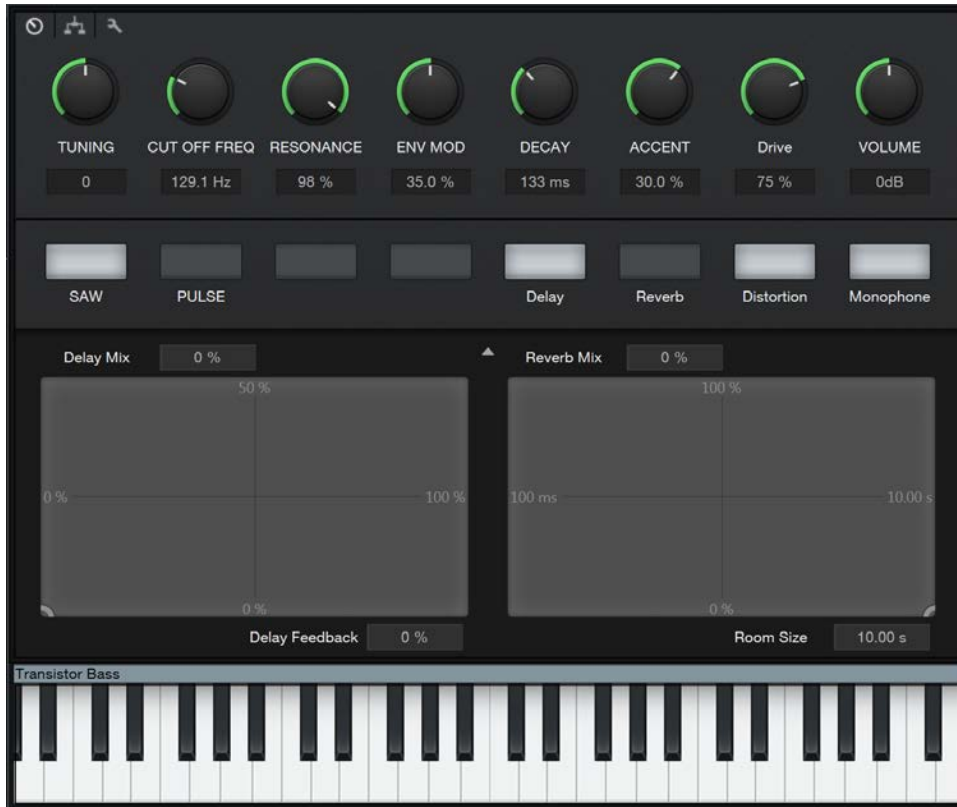 TUNING CUT OFF FREQ RESONANCE ENV MOD DECAY ACCENT Drive VOLUME
0 129.1 Hz 98 % 35.0 % 133 ms 30.0 % 75 % 0dB
SAW PULSE Delay Reverb Distortion Monophone
Delay Mix 0 % Reverb Mix 0 %
50 % 100 %
0 % 100 % 100 ms 10.00 s
0 % 0 %
Delay Feedback 0 % Room Size 10.00 s
Transistor Bass